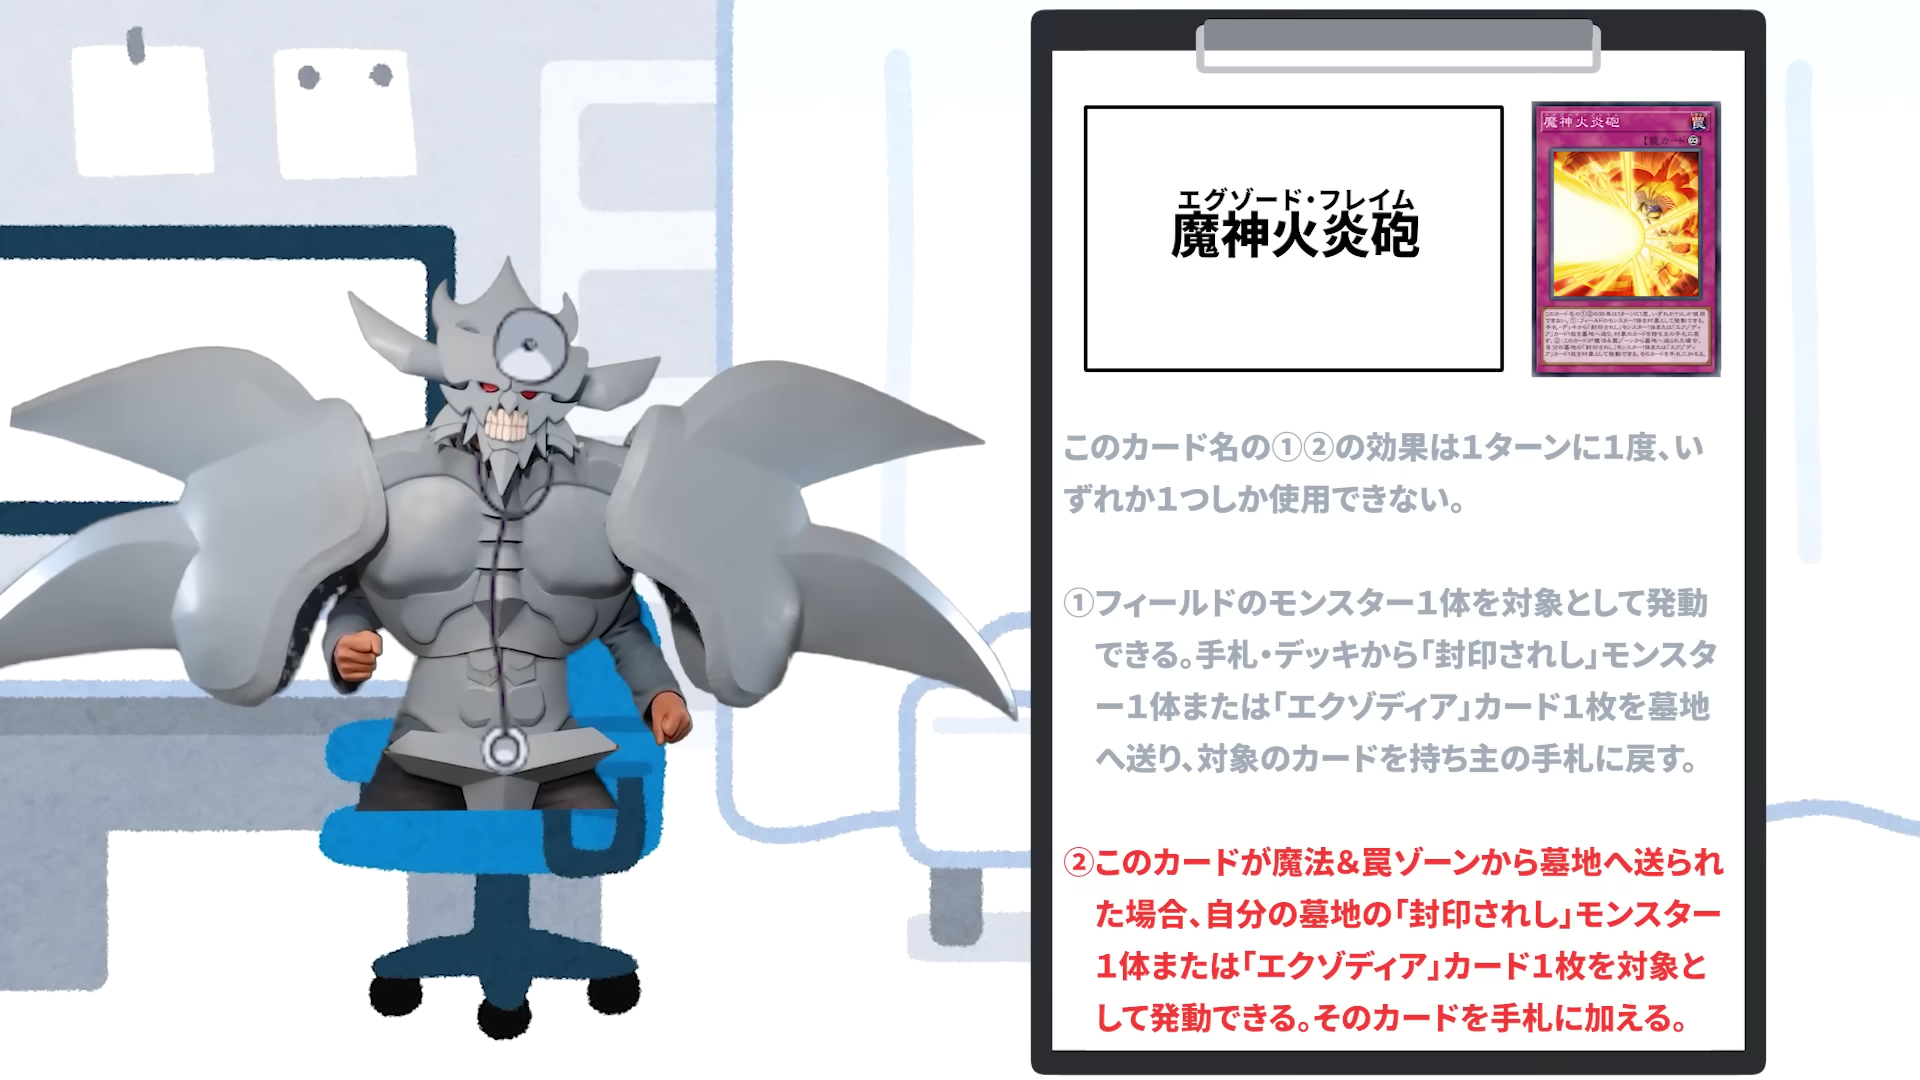 エグゾード・フレイム
魔神火炎砲
魔神火炎砲
罠
【罠カード
このカード名の①②の効果は１ターンに１度、い
ずれか１つしか使用できない。
①フィールドのモンスター１体を対象として発動
できる。手札・デッキから「封印されし」モンスタ
ー１体または「エクゾディア」カード１枚を墓地
へ送り、対象のカードを持ち主の手札に戻す。
②このカードが魔法＆罠ゾーンから墓地へ送られ
た場合、自分の墓地の「封印されし」モンスター
１体または「エクゾディア」カード１枚を対象と
して発動できる。そのカードを手札に加える。